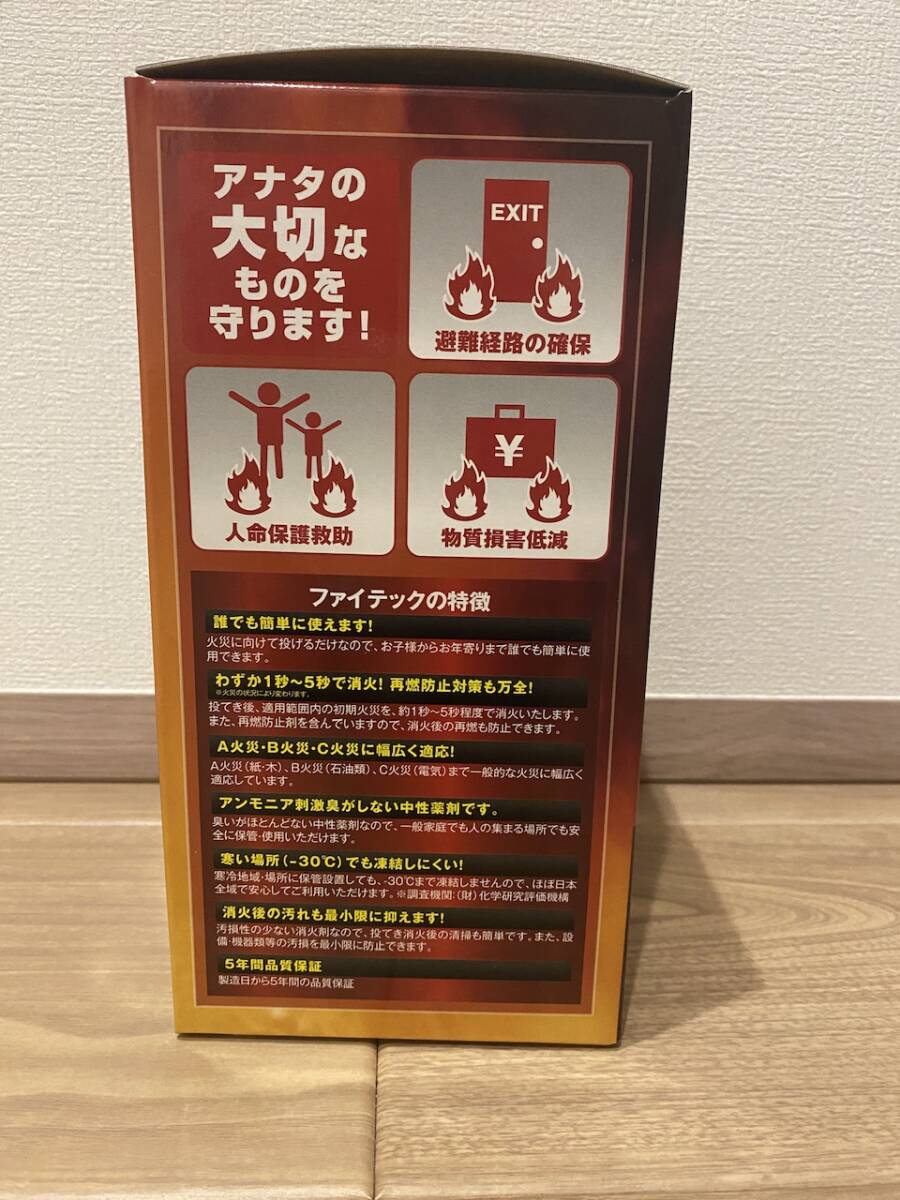 アナタの
大切な
ものを
守ります!
EXIT
避難経路の確保
人命保護救助
¥
物質損害低減
ファイテックの特徴
誰でも簡単に使えます!
火災に向けて投げるだけなので、お子様からお年寄りまで誰でも簡単に使
用できます。
わずか1秒~5秒で消火! 再燃防止対策も万全!
※火災の状況により変わります。
投てき後、適用範囲内の初期火災を、約1秒~5秒程度で消火いたします。
また、再燃防止剤を含んでいますので、消火後の再燃も防止できます。
A火災・B火災・C火災に幅広く適応!
A火災(紙・木)、B火災(石油類)、C火災(電気)まで一般的な火災に幅広く
適応しています。
アンモニア刺激臭がしない中性薬剤です。
臭いがほとんどない中性薬剤なので、一般家庭でも人の集まる場所でも安
全に保管・使用いただけます。
寒い場所(-30℃)でも凍結しにくい!
寒冷地域・場所に保管設置しても、-30℃まで凍結しませんので、ほぼ日本
全域で安心してご利用いただけます。※調査機関:(財)化学研究評価機構
消火後の汚れも最小限に抑えます!
汚損性の少ない消火剤なので、投てき消火後の清掃も簡単です。また、設
備・機器類等の汚損を最小限に防止できます。
5年間品質保証
製造日から5年間の品質保証